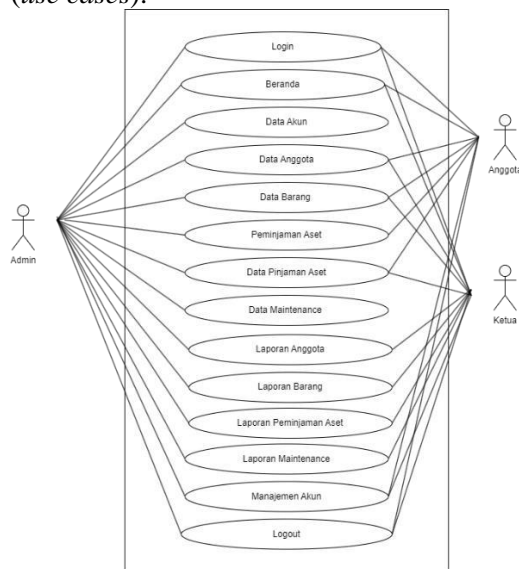 (use cases).
Login
Beranda
Data Akun
Data Anggota
Data Barang
Peminjaman Aset
Data Pinjaman Aset
Data Maintenance
Laporan Anggota
Laporan Barang
Laporan Peminjaman Aset
Laporan Maintenance
Manajemen Akun
Logout
Admin
Anggota
Ketua